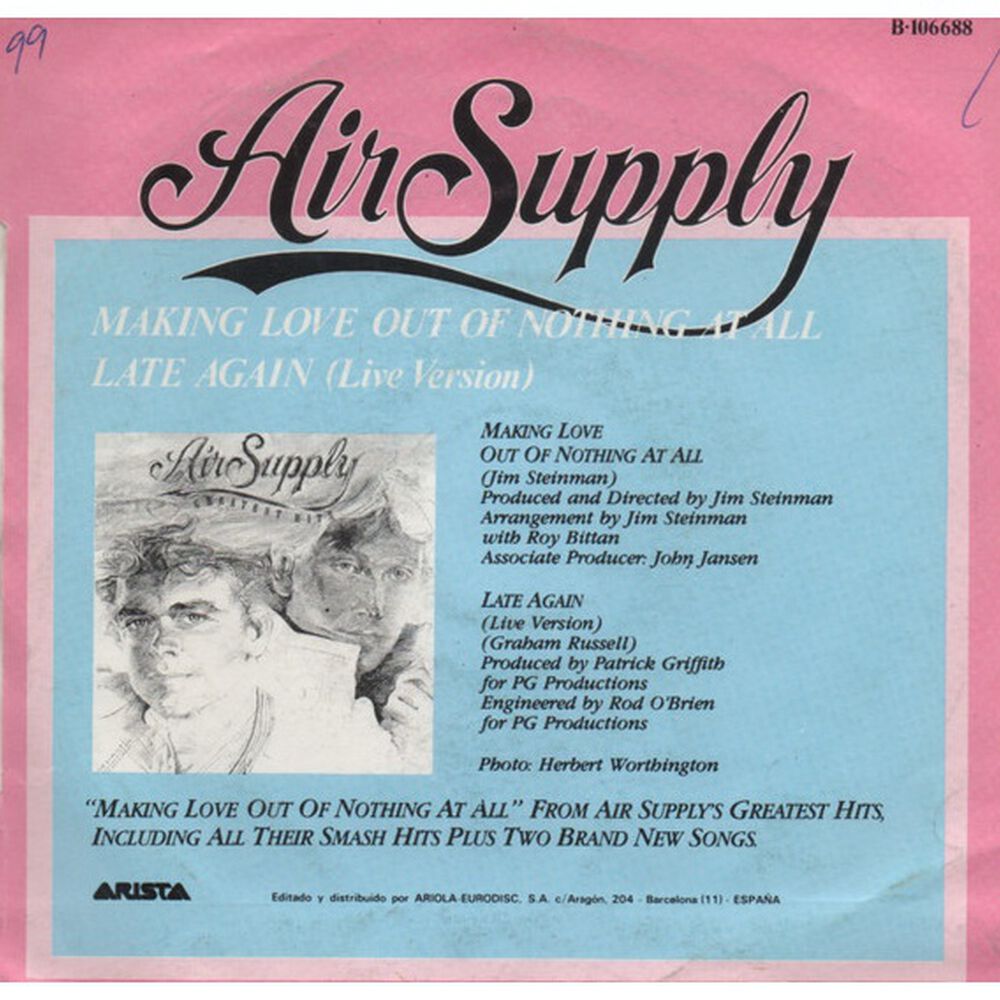 99
B-106688
Air Supply
MAKING LOVE OUT OF NOTHING AT ALL
LATE AGAIN (Live Version)
Air Supply
GREATEST HITS
MAKING LOVE
OUT OF NOTHING AT ALL
(Jim Steinman)
Produced and Directed by Jim Steinman
Arrangement by Jim Steinman
with Roy Bittan
Associate Producer: John Jansen
LATE AGAIN
(Live Version)
(Graham Russell)
Produced by Patrick Griffith
for PG Productions
Engineered by Rod O'Brien
for PG Productions
Photo: Herbert Worthington
“MAKING LOVE OUT OF NOTHING AT ALL” FROM AIR SUPPLY'S GREATEST HITS,
INCLUDING ALL THEIR SMASH HITS PLUS TWO BRAND NEW SONGS.
ARISTA
Editado y distribuido por ARIOLA-EURODISC, S.A. c/Aragón, 204 - Barcelona (11) - ESPAÑA